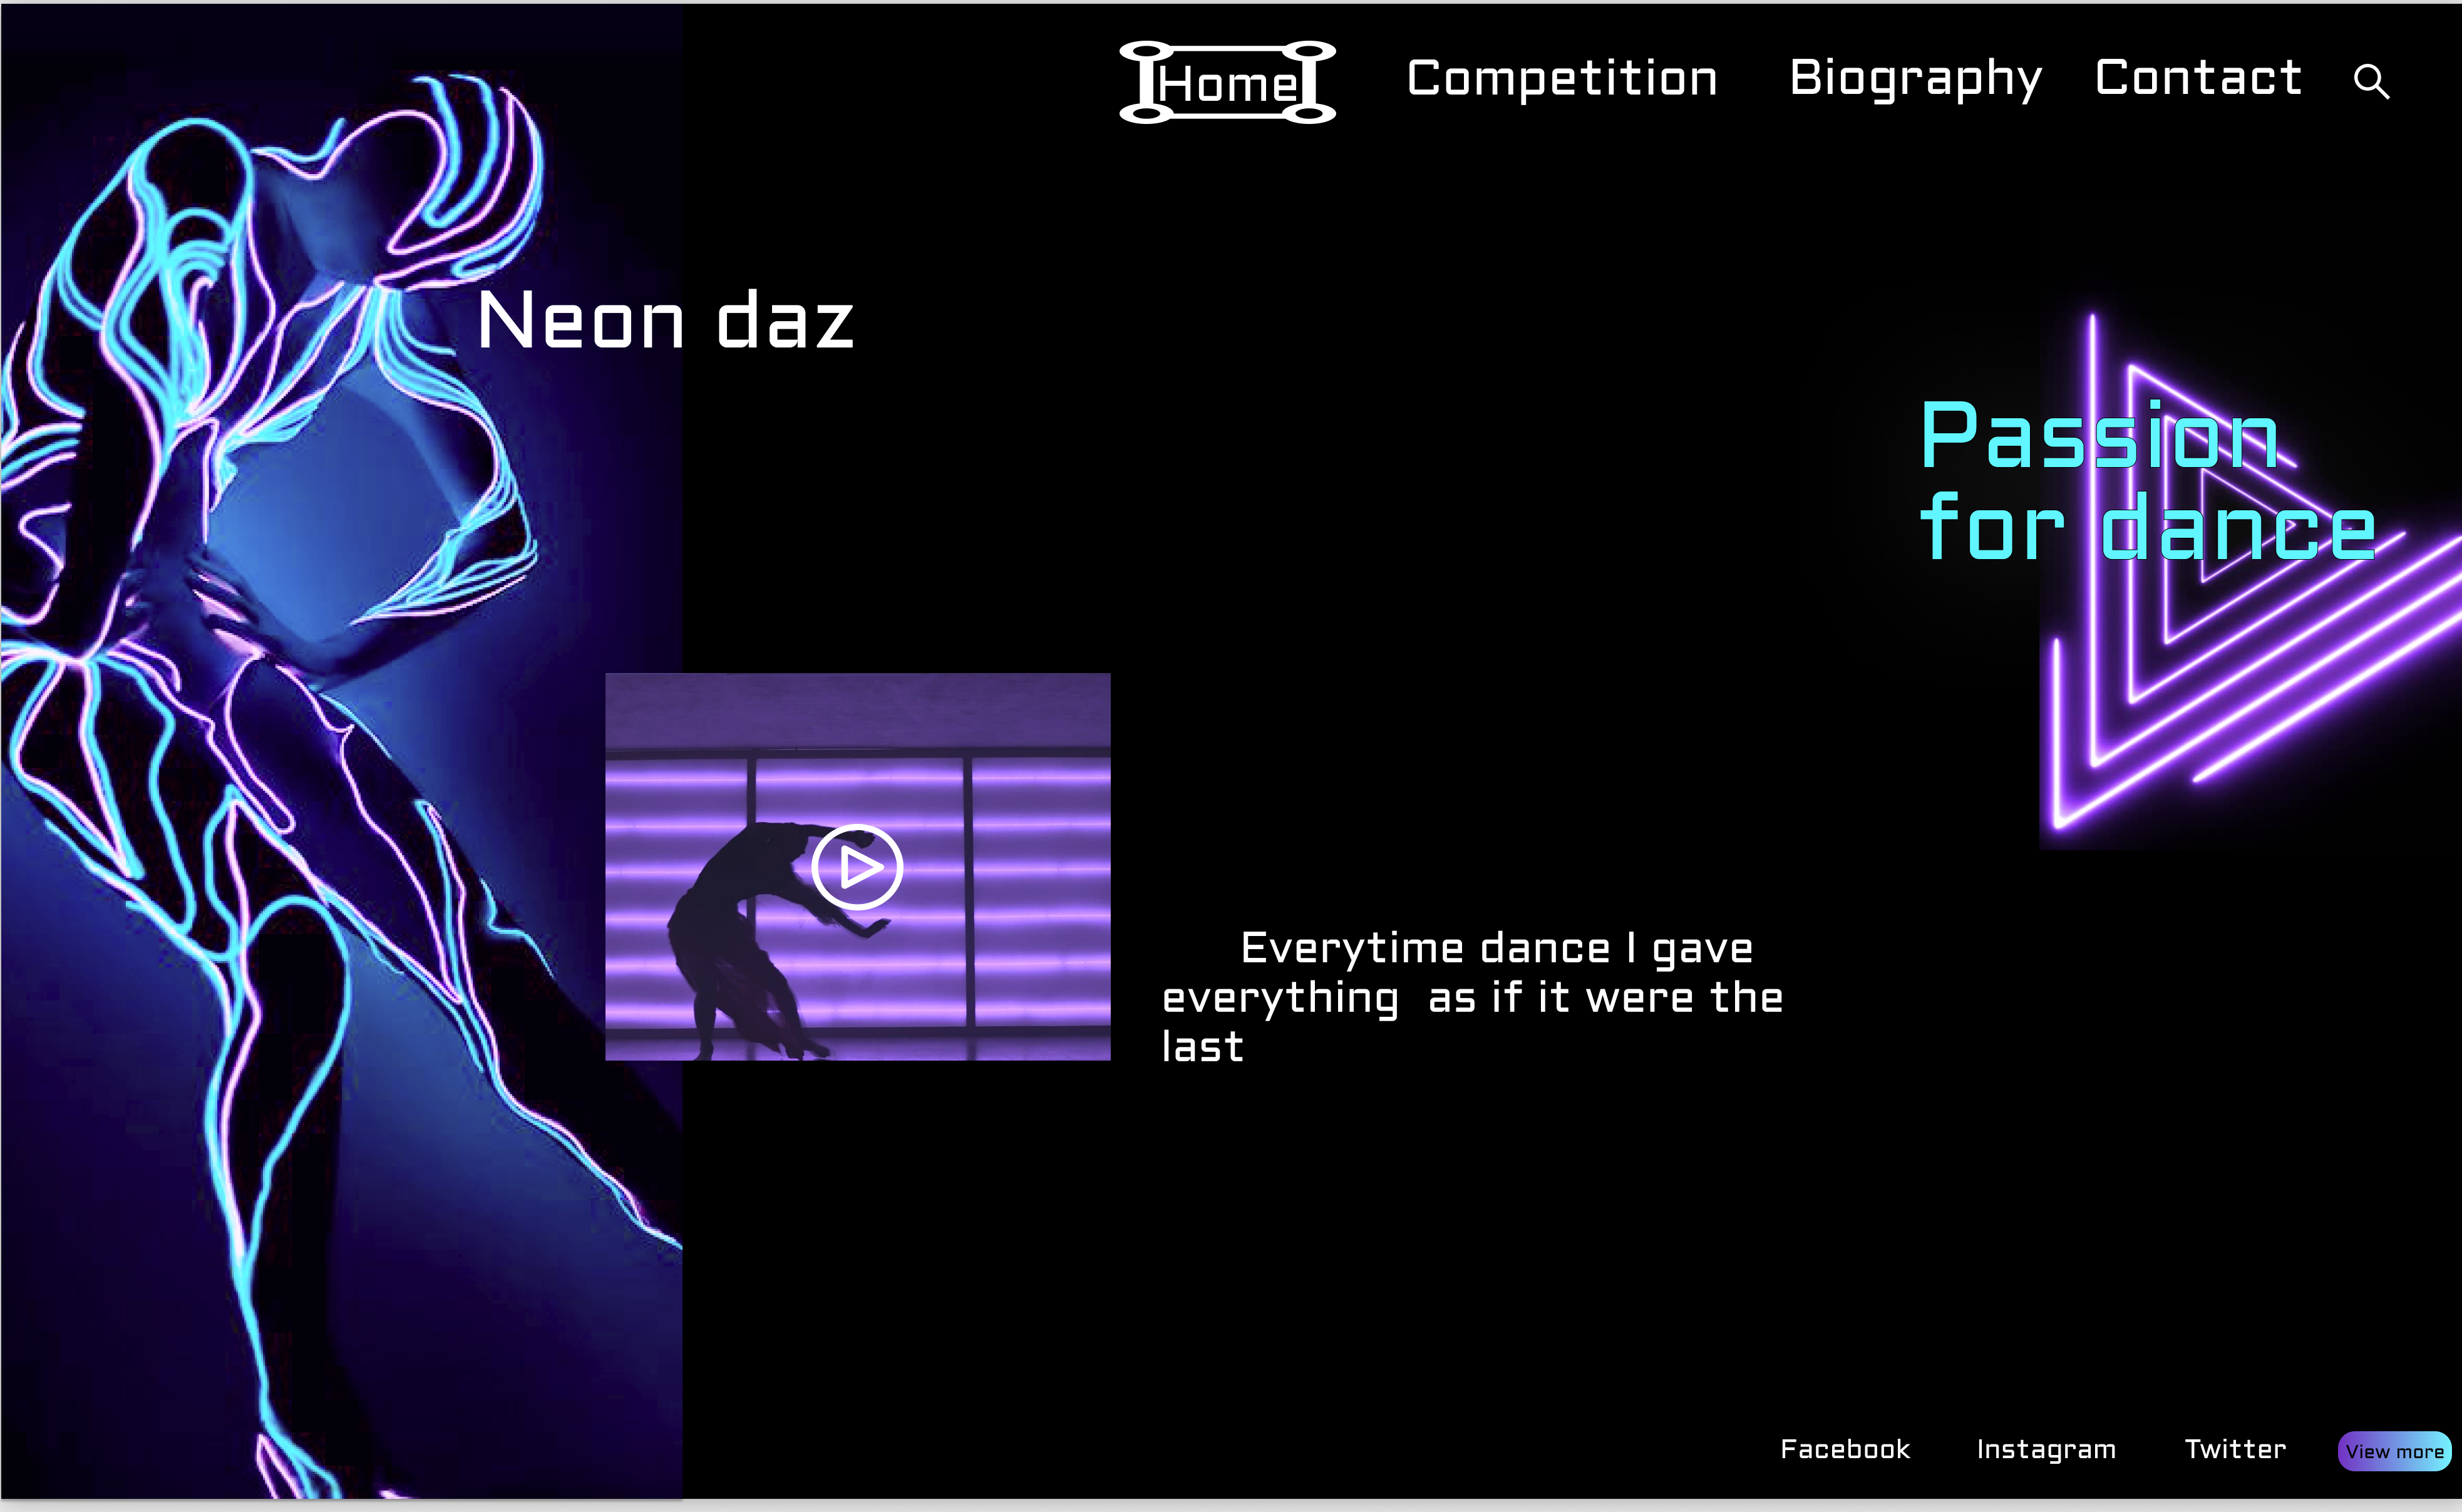 Home Competition Biography Contact
Neon daz
Passion
for dance
Everytime dance I gave
everything as if it were the
last
Facebook Instagram Twitter View more